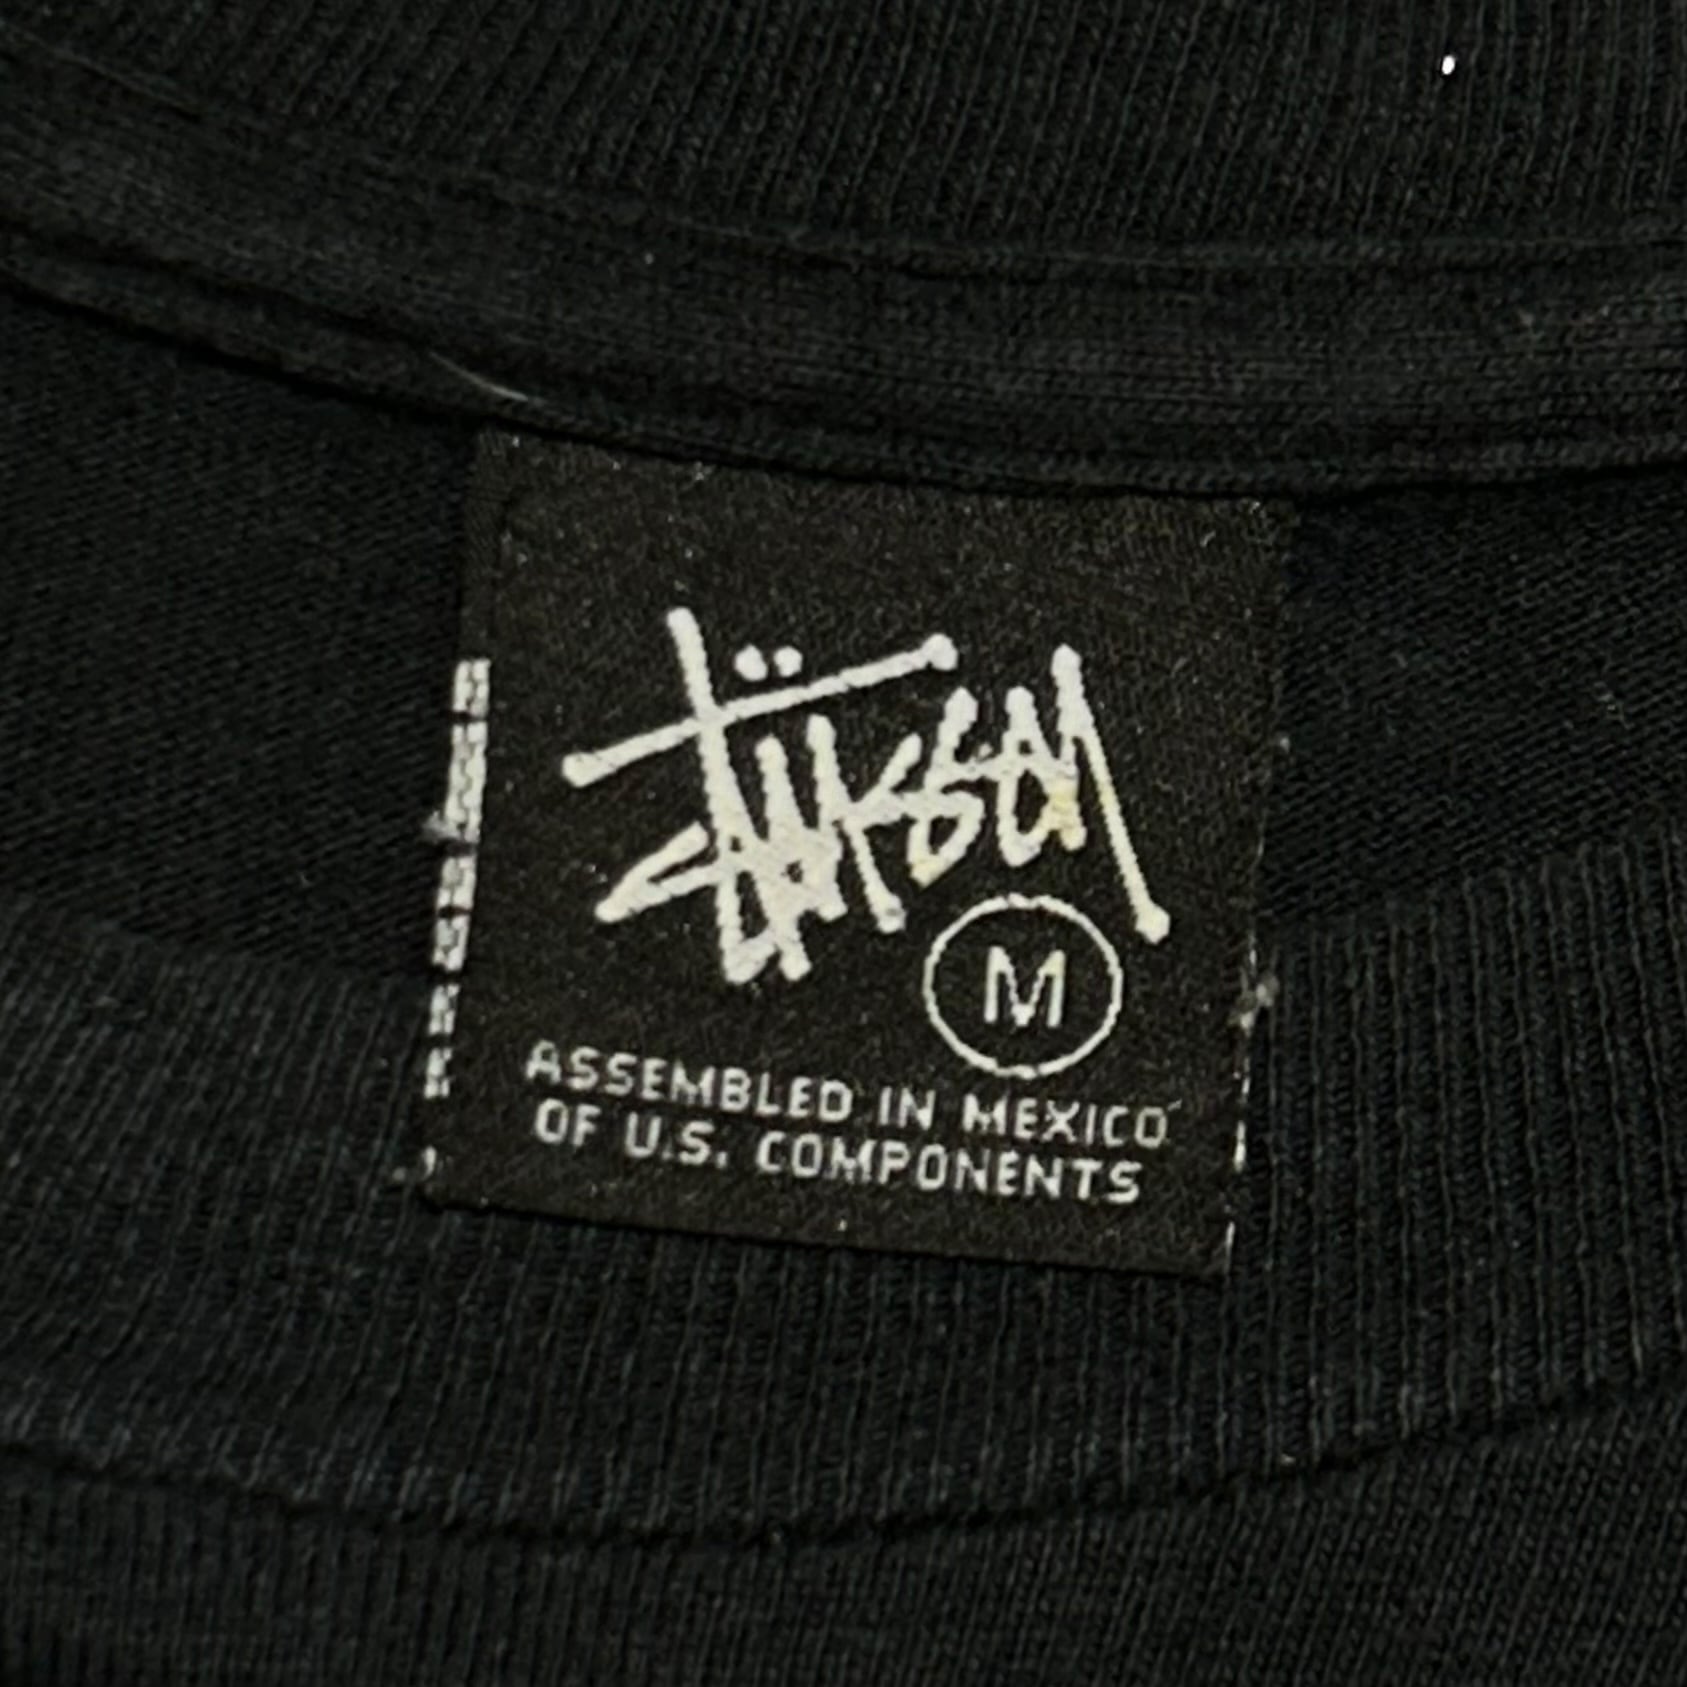 Stüssy
M
ASSEMBLED IN MEXICO
OF U.S. COMPONENTS